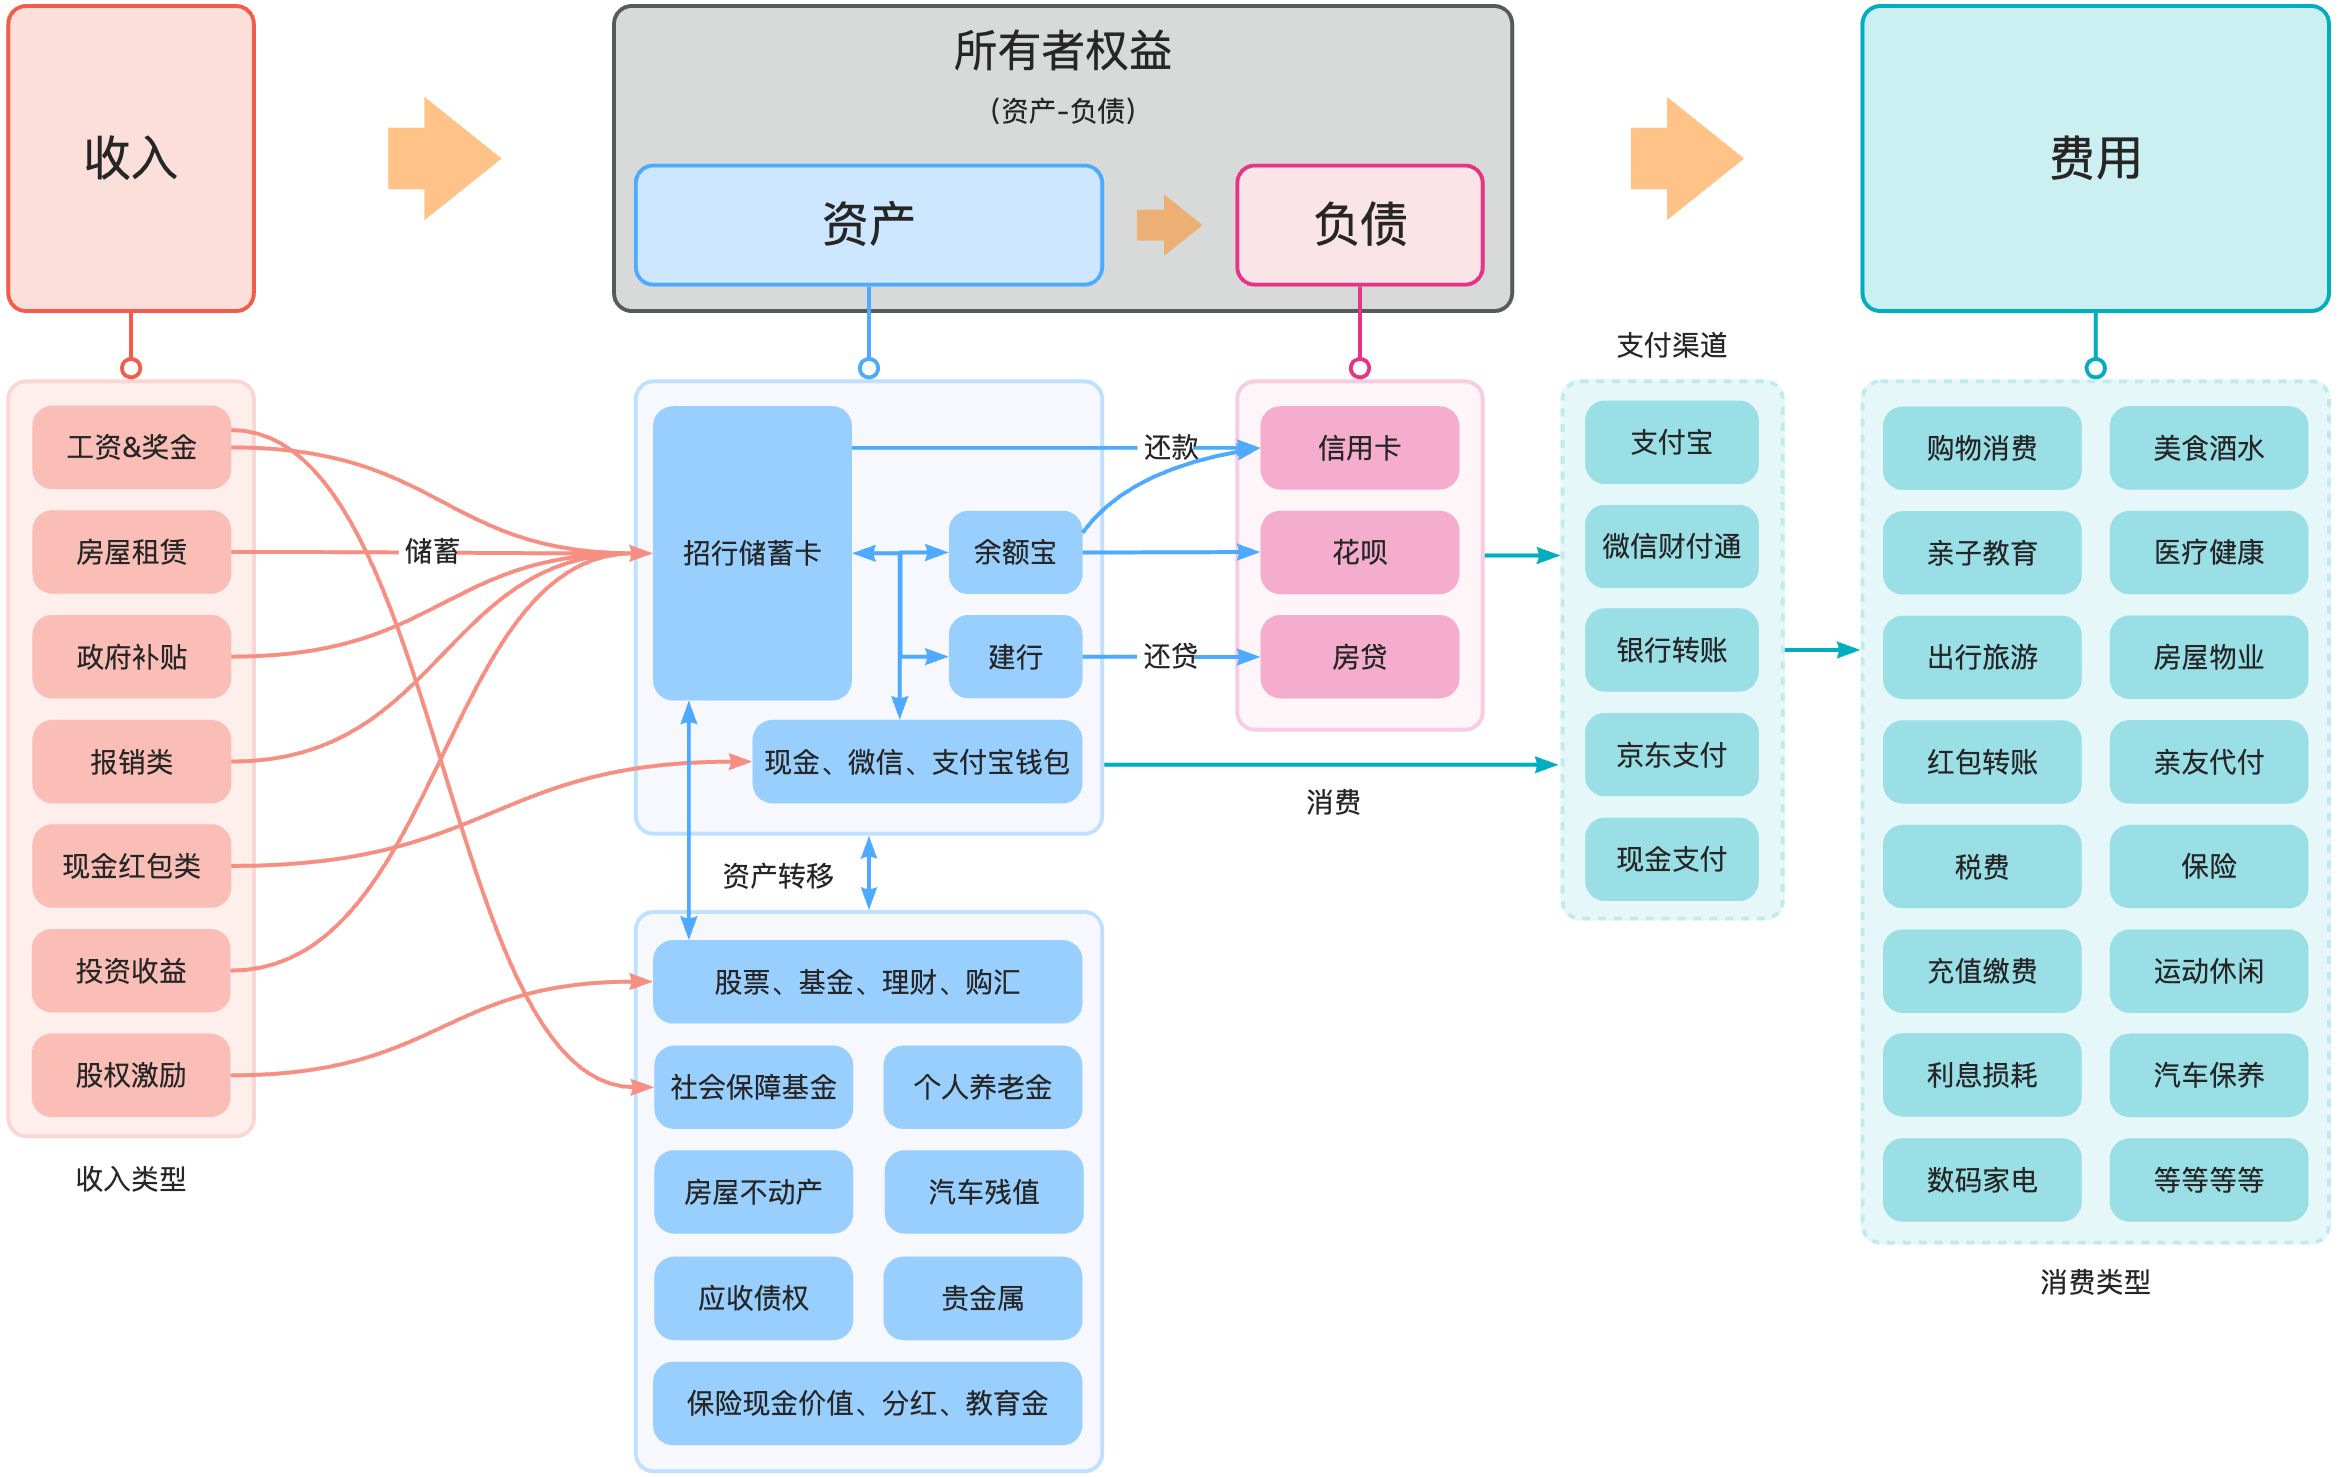 收入
所有者权益
(资产-负债)
资产
负债
费用
工资&奖金
房屋租赁
政府补贴
报销类
现金红包类
投资收益
股权激励
收入类型
储蓄
招行储蓄卡
余额宝
建行
现金、微信、支付宝钱包
资产转移
股票、基金、理财、购汇
社会保障基金
个人养老金
房屋不动产
汽车残值
应收债权
贵金属
保险现金价值、分红、教育金
还款
还贷
信用卡
花呗
房贷
消费
支付渠道
支付宝
微信财付通
银行转账
京东支付
现金支付
购物消费
美食酒水
亲子教育
医疗健康
出行旅游
房屋物业
红包转账
亲友代付
税费
保险
充值缴费
运动休闲
利息损耗
汽车保养
数码家电
等等等等
消费类型